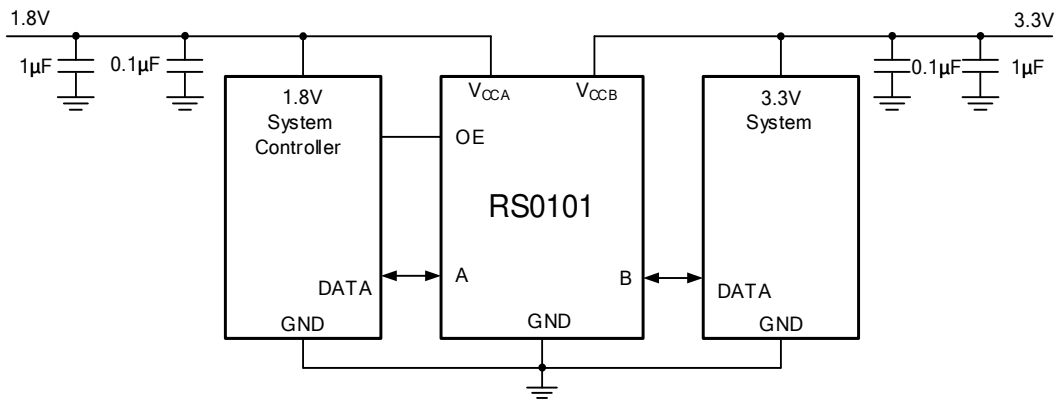 1.8V
3.3V
1μF
0.1μF
0.1μF
1μF
1.8V
System
Controller
VCCA
VCCB
3.3V
System
OE
RS0101
DATA
A
B
DATA
GND
GND
GND